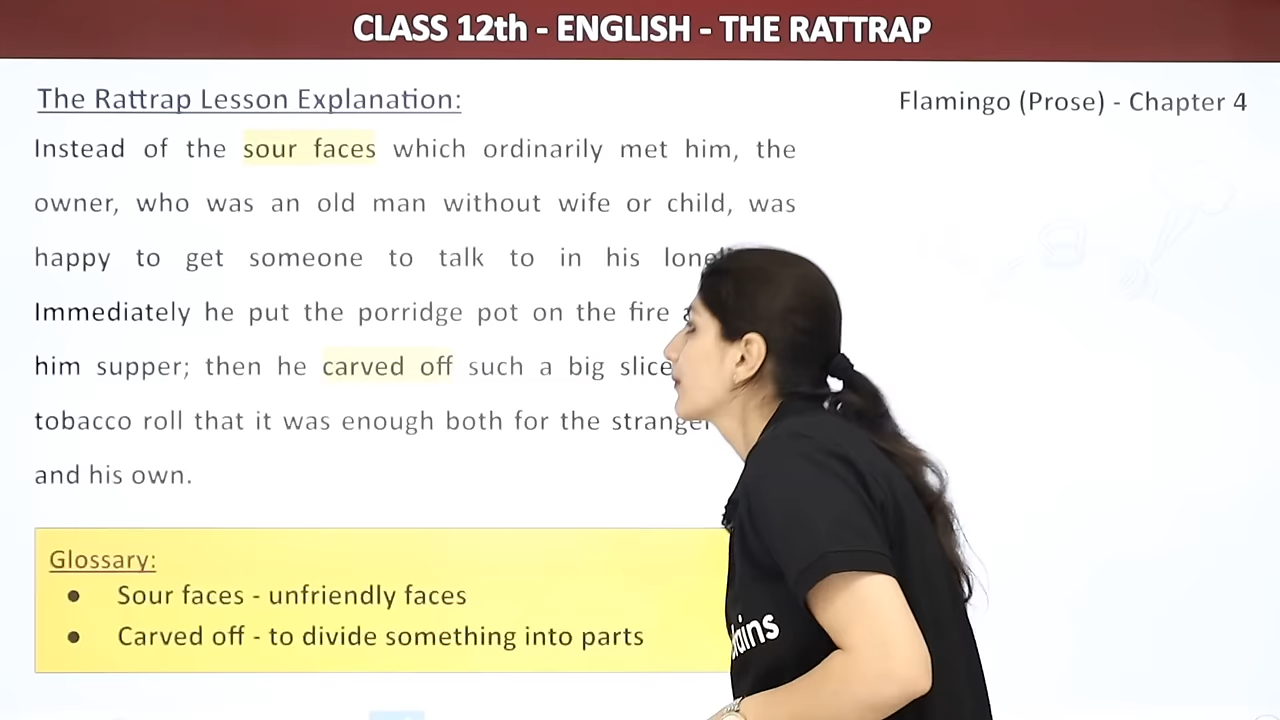 CLASS 12th - ENGLISH - THE RATTRAP
The Rattrap Lesson Explanation:
Flamingo (Prose) - Chapter 4
Instead of the sour faces which ordinarily met him, the
owner, who was an old man without wife or child, was
happy to get someone to talk to in his
Immediately he put the porridge pot on the fire
him supper; then he carved off such a big slice
tobacco roll that it was enough both for the stranger
and his own.
Glossary:
● Sour faces - unfriendly faces
● Carved off - to divide something into parts